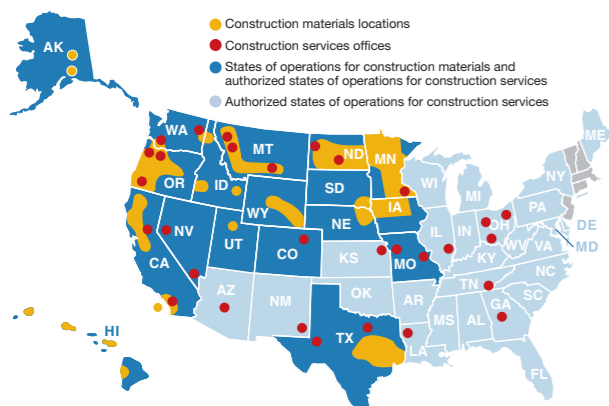 Construction materials locations
Construction services offices
States of operations for construction materials and
authorized states of operations for construction services
Authorized states of operations for construction services
AK
WA
MT
ND
MN
ME
OR
ID
SD
WI
NY
MI
WY
IA
PA
NE
NV
UT
IL
IN
OH
DE
MD
CO
WV
VA
CA
KS
MO
KY
NC
AZ
NM
OK
AR
TN
SC
HI
TX
MS
AL
GA
LA
FL